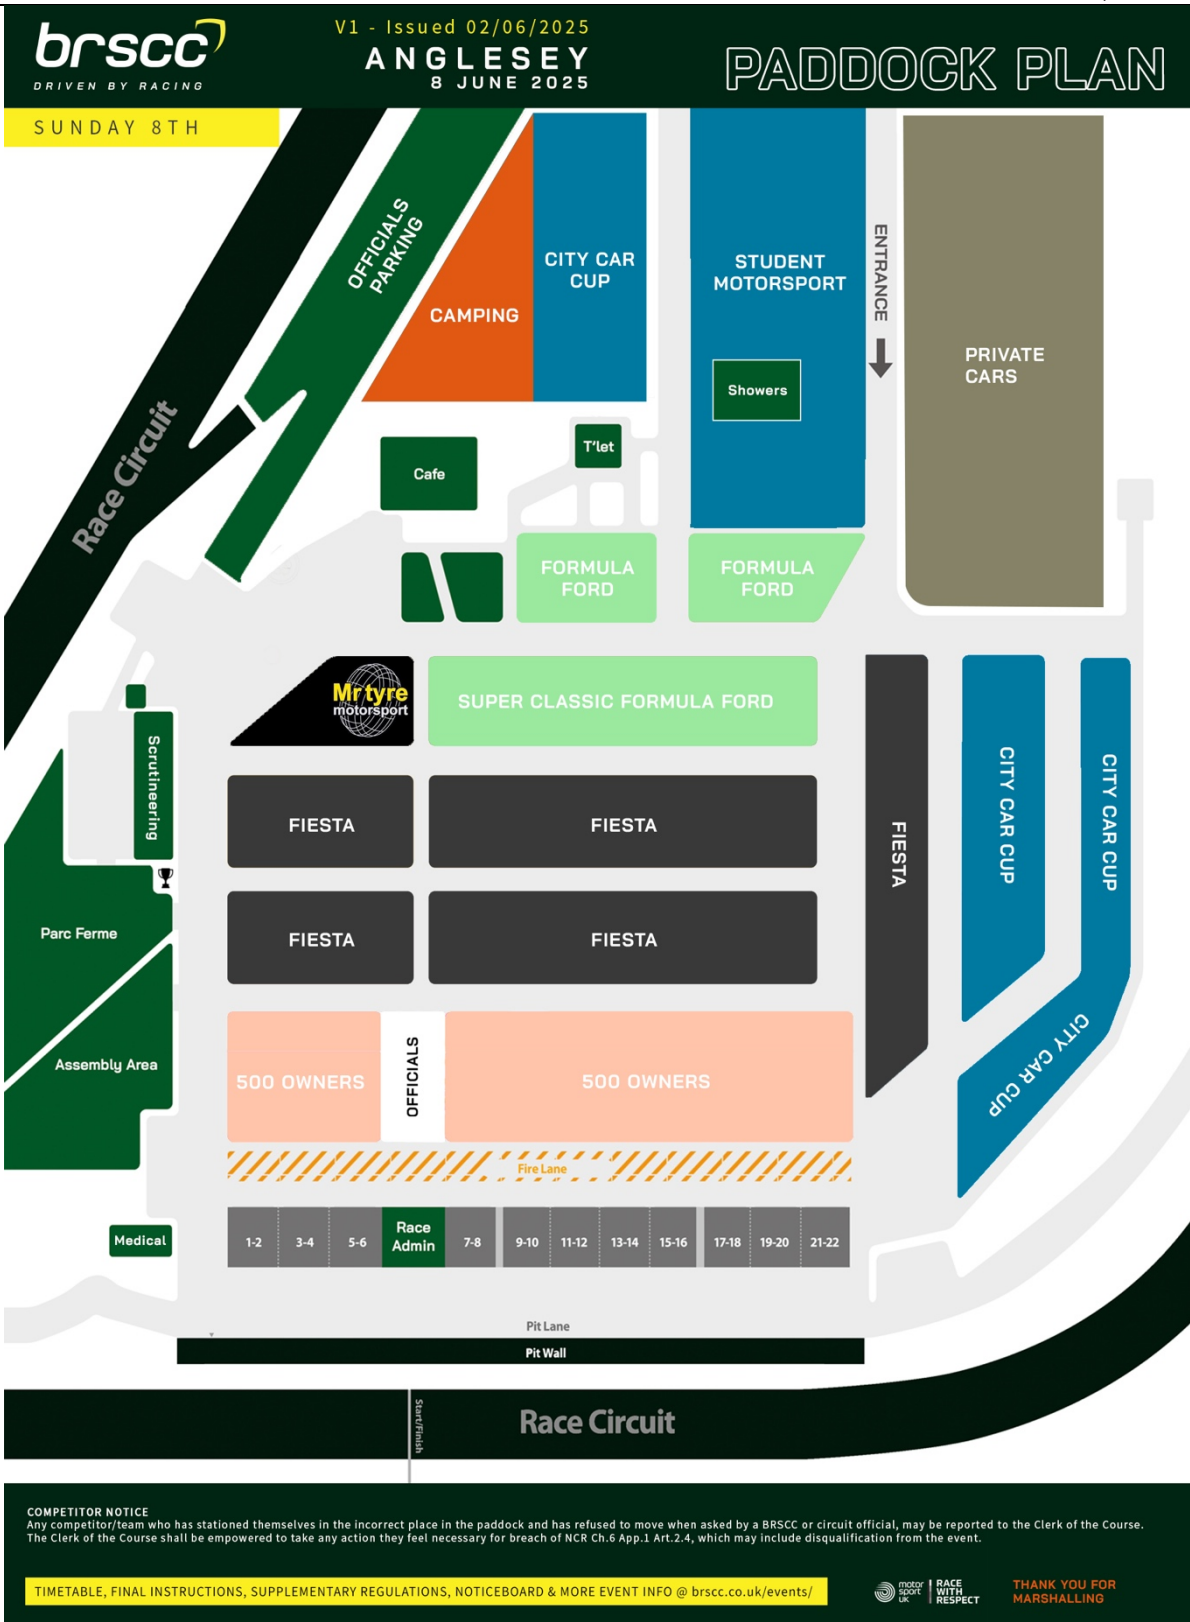 brscc
DRIVEN BY RACING
V1 - Issued 02/06/2025
ANGLESEY
8 JUNE 2025
PADDOCK PLAN
SUNDAY 8TH
OFFICIALS
PARKING
CAMPING
CITY CAR
CUP
STUDENT
MOTORSPORT
Showers
ENTRANCE
PRIVATE
CARS
Race Circuit
Cafe
T'let
FORMULA
FORD
FORMULA
FORD
Mr tyre
motorsport
SUPER CLASSIC FORMULA FORD
Scrutineering
FIESTA
FIESTA
FIESTA
CITY CAR CUP
CITY CAR CUP
Parc Ferme
FIESTA
FIESTA
Assembly Area
500 OWNERS
OFFICIALS
500 OWNERS
CITY CAR CUP
Fire Lane
Medical
1-2
3-4
5-6
Race
Admin
7-8
9-10
11-12
13-14
15-16
17-18
19-20
21-22
Pit Lane
Pit Wall
Start/Finish
Race Circuit
COMPETITOR NOTICE
Any competitor/team who has stationed themselves in the incorrect place in the paddock and has refused to move when asked by a BRSCC or circuit official, may be reported to the Clerk of the Course.
The Clerk of the Course shall be empowered to take any action they feel necessary for breach of NCR Ch.6 App.1 Art.2.4, which may include disqualification from the event.
TIMETABLE, FINAL INSTRUCTIONS, SUPPLEMENTARY REGULATIONS, NOTICEBOARD & MORE EVENT INFO @ brscc.co.uk/events/
motor
sport
UK
RACE
WITH
RESPECT
THANK YOU FOR
MARSHALLING